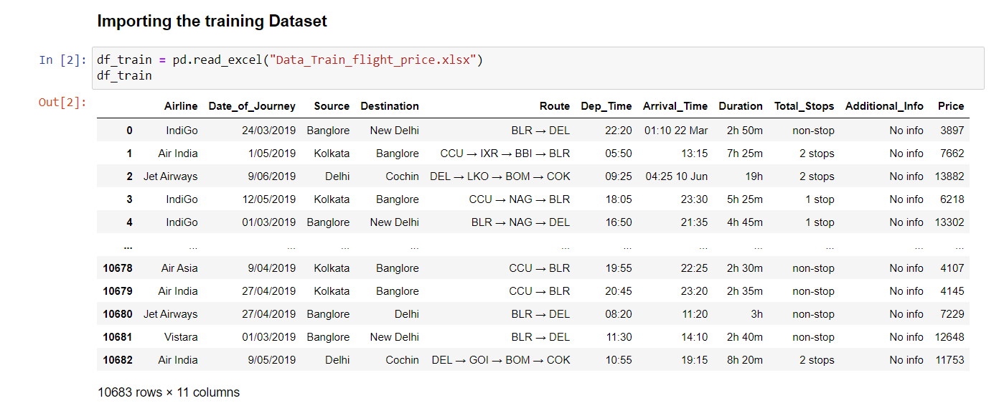 Importing the training Dataset
In [2]: df_train = pd.read_excel("Data_Train_flight_price.xlsx")
df_train
Out[2]:
Airline Date_of_Journey Source Destination Route Dep_Time Arrival_Time Duration Total_Stops Additional_Info Price
0 IndiGo 24/03/2019 Banglore New Delhi BLR → DEL 22:20 01:10 22 Mar 2h 50m non-stop No info 3897
1 Air India 1/05/2019 Kolkata Banglore CCU → IXR → BBI → BLR 05:50 13:15 7h 25m 2 stops No info 7662
2 Jet Airways 9/06/2019 Delhi Cochin DEL → LKO → BOM → COK 09:25 04:25 10 Jun 19h 2 stops No info 13882
3 IndiGo 12/05/2019 Kolkata Banglore CCU → NAG → BLR 18:05 23:30 5h 25m 1 stop No info 6218
4 IndiGo 01/03/2019 Banglore New Delhi BLR → NAG → DEL 16:50 21:35 4h 45m 1 stop No info 13302
... ... ... ... ... ... ... ... ... ... ... ...
10678 Air Asia 9/04/2019 Kolkata Banglore CCU → BLR 19:55 22:25 2h 30m non-stop No info 4107
10679 Air India 27/04/2019 Kolkata Banglore CCU → BLR 20:45 23:20 2h 35m non-stop No info 4145
10680 Jet Airways 27/04/2019 Banglore Delhi BLR → DEL 08:20 11:20 3h non-stop No info 7229
10681 Vistara 01/03/2019 Banglore New Delhi BLR → DEL 11:30 14:10 2h 40m non-stop No info 12648
10682 Air India 9/05/2019 Delhi Cochin DEL → GOI → BOM → COK 10:55 19:15 8h 20m 2 stops No info 11753
10683 rows × 11 columns